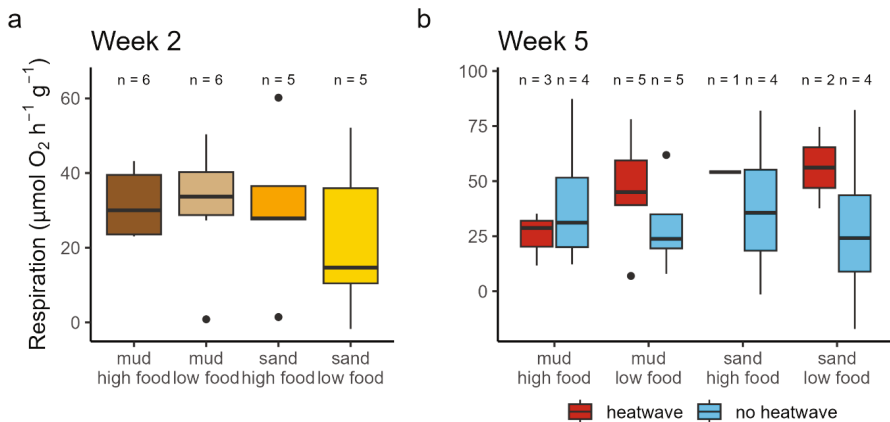 a
Week 2
Respiration (µmol O₂ h⁻¹ g⁻¹)
n = 6 n = 6 n = 5 n = 5
60
40
20
0
mud mud sand sand
high food low food high food low food
b
Week 5
n = 3 n = 4 n = 5 n = 5 n = 1 n = 4 n = 2 n = 4
100
75
50
25
0
mud mud sand sand
high food low food high food low food
heatwave no heatwave